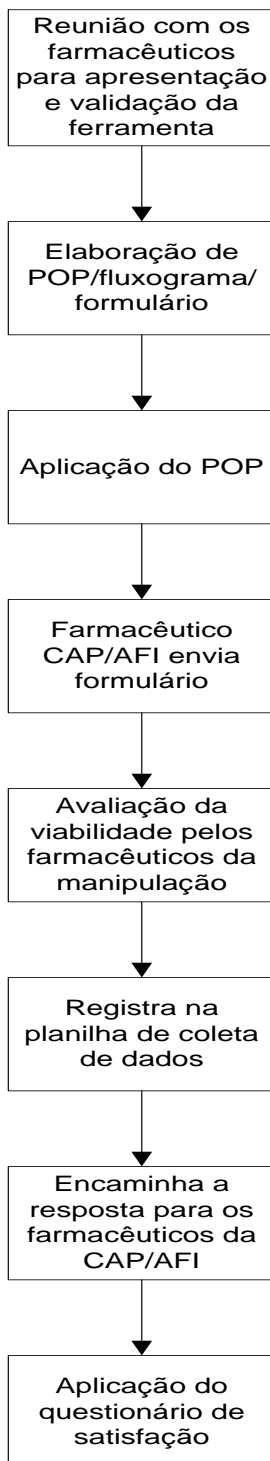 Reunião com os
farmacêuticos
para apresentação
e validação da
ferramenta
Elaboração de
POP/fluxograma/
formulário
Aplicação do POP
Farmacêutico
CAP/AFI envia
formulário
Avaliação da
viabilidade pelos
farmacêuticos da
manipulação
Registra na
planilha de coleta
de dados
Encaminha a
resposta para os
farmacêuticos da
CAP/AFI
Aplicação do
questionário de
satisfação